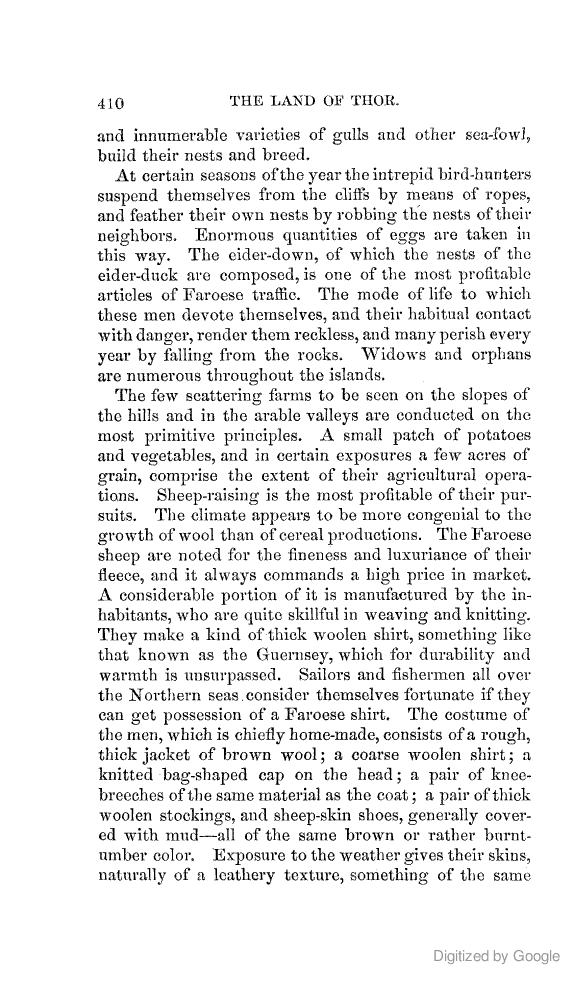 410 THE LAND OF THOR.
and innumerable varieties of gulls and other sea-fowl,
build their nests and breed.
At certain seasons of the year the intrepid bird-hunters
suspend themselves from the cliffs by means of ropes,
and feather their own nests by robbing the nests of their
neighbors. Enormous quantities of eggs are taken in
this way. The eider-down, of which the nests of the
eider-duck are composed, is one of the most profitable
articles of Faroese traffic. The mode of life to which
these men devote themselves, and their habitual contact
with danger, render them reckless, and many perish every
year by falling from the rocks. Widows and orphans
are numerous throughout the islands.
The few scattering farms to be seen on the slopes of
the hills and in the arable valleys are conducted on the
most primitive principles. A small patch of potatoes
and vegetables, and in certain exposures a few acres of
grain, comprise the extent of their agricultural opera-
tions. Sheep-raising is the most profitable of their pur-
suits. The climate appears to be more congenial to the
growth of wool than of cereal productions. The Faroese
sheep are noted for the fineness and luxuriance of their
fleece, and it always commands a high price in market.
A considerable portion of it is manufactured by the in-
habitants, who are quite skillful in weaving and knitting.
They make a kind of thick woolen shirt, something like
that known as the Guernsey, which for durability and
warmth is unsurpassed. Sailors and fishermen all over
the Northern seas consider themselves fortunate if they
can get possession of a Faroese shirt. The costume of
the men, which is chiefly home-made, consists of a rough,
thick jacket of brown wool; a coarse woolen shirt; a
knitted bag-shaped cap on the head; a pair of knee-
breeches of the same material as the coat; a pair of thick
woolen stockings, and sheep-skin shoes, generally cover-
ed with mud—all of the same brown or rather burnt-
umber color. Exposure to the weather gives their skins,
naturally of a leathery texture, something of the same
Digitized by Google